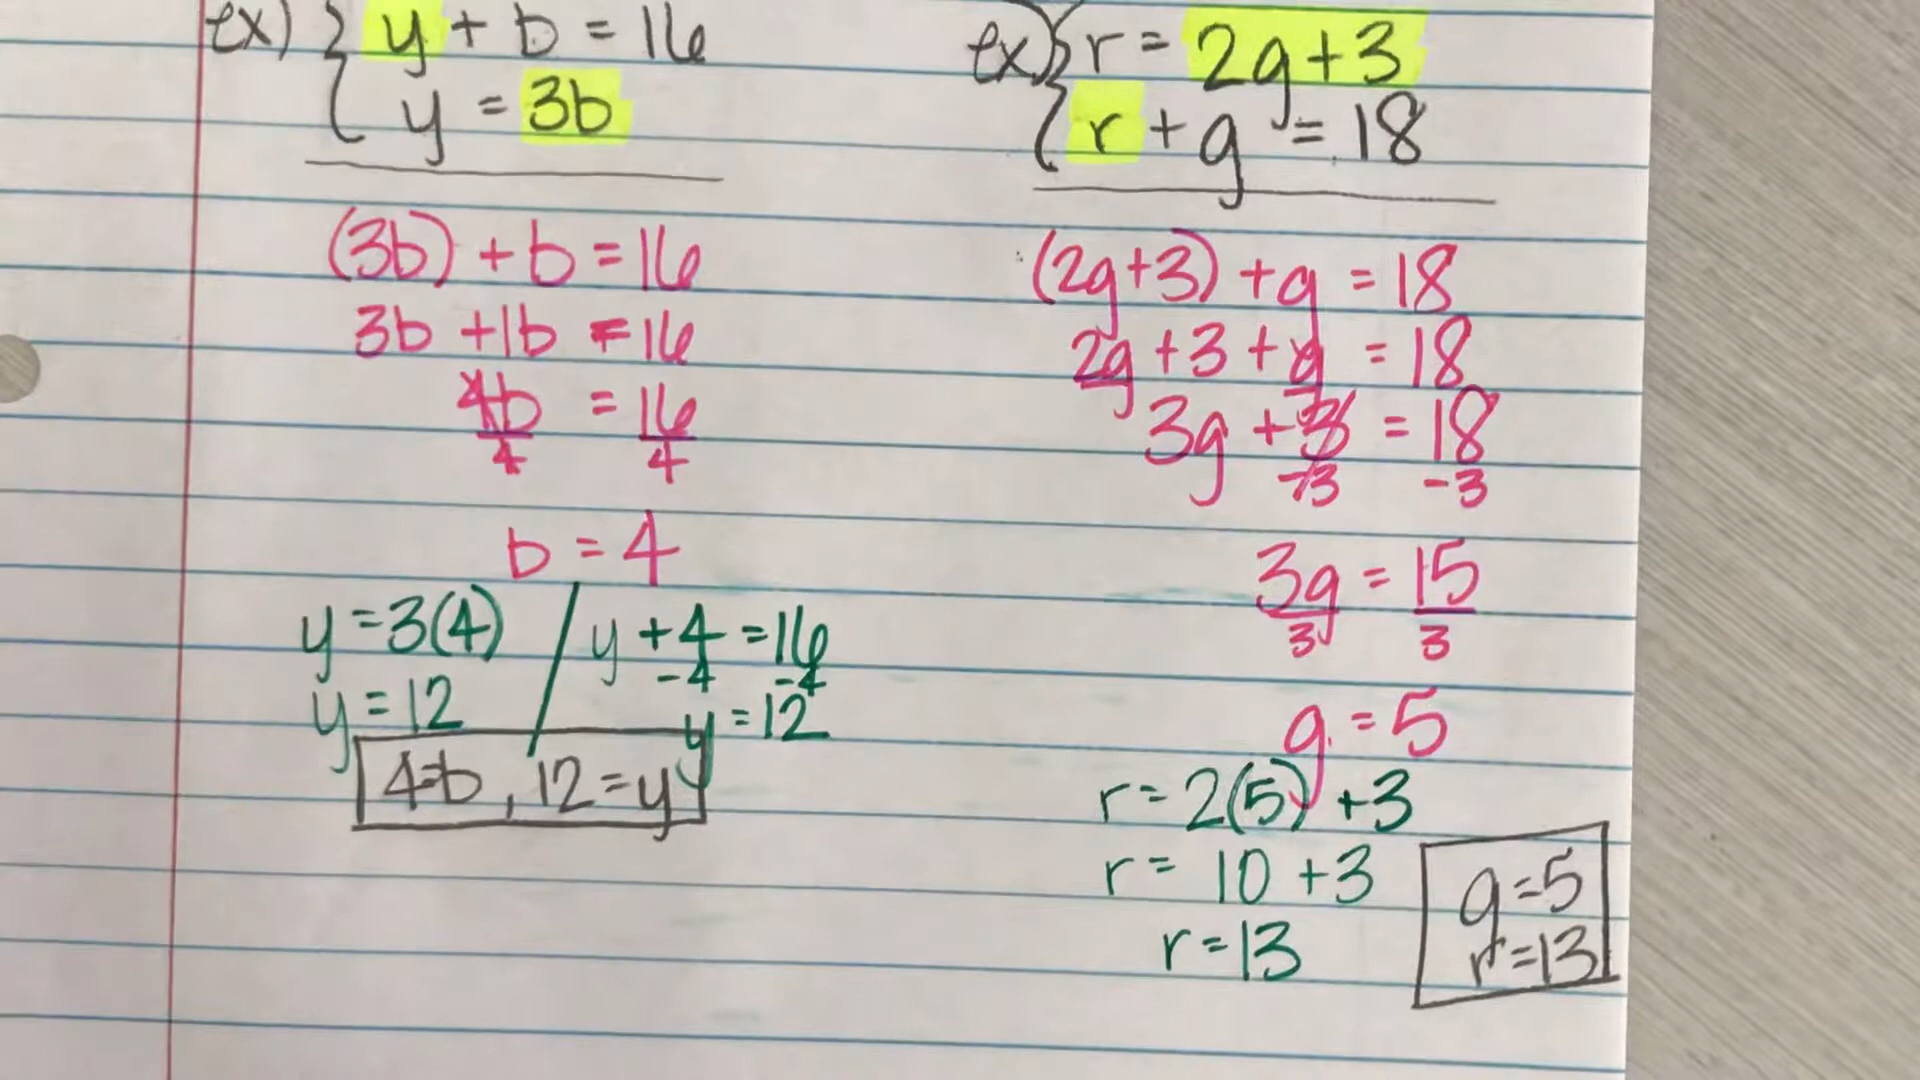 ex) { y + b = 16
y = 3b
(3b) + b = 16
3b + 1b = 16
4b = 16
4 4
b = 4
y = 3(4) / y + 4 = 16
-4 -4
y = 12 y = 12
4=b, 12=y
ex) { r = 2g+3
r + g = 18
(2g+3) + g = 18
2g + 3 + g = 18
3g + 3 = 18
-3 -3
3g = 15
3 3
g = 5
r = 2(5) + 3
r = 10 + 3
r = 13
g=5
r=13